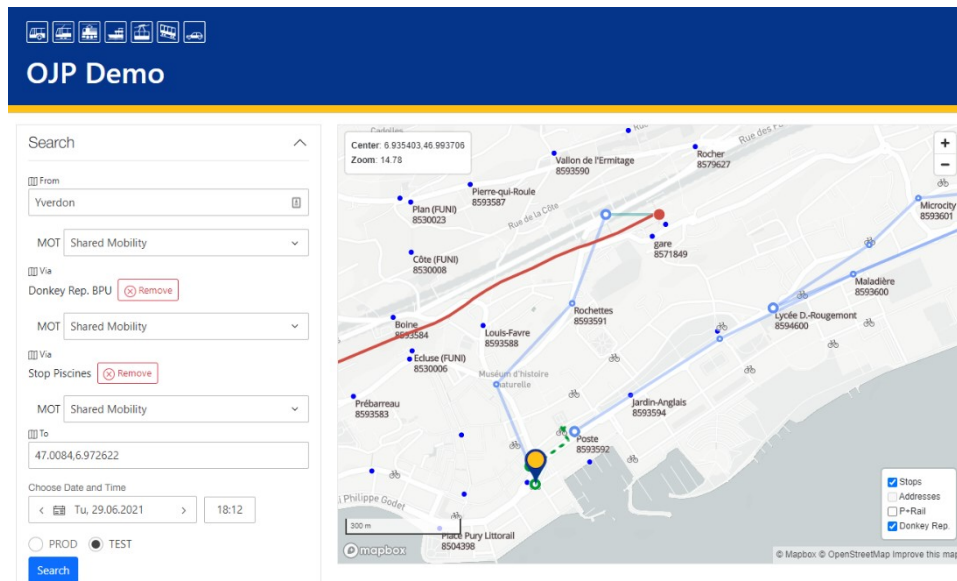 OJP Demo
Search
From
Yverdon
MOT Shared Mobility
Via
Donkey Rep. BPU Remove
MOT Shared Mobility
Via
Stop Piscines Remove
MOT Shared Mobility
To
47.0084,6.972622
Choose Date and Time
Tu, 29.06.2021 18:12
PROD TEST
Search
Cadolles
Center: 6.935403,46.993706
Zoom: 14.78
Rue des
Vallon de l'Ermitage
8593590
Rocher
8579627
Pierre-qui-Roule
8593587
Plan (FUNI)
8530023
Rue de la Côte
Microcity
8593601
gare
8571849
Côte (FUNI)
8530008
Maladière
8593600
Rochettes
8593591
Lycée D.-Rougemont
8594600
Boine
8593584
Louis-Favre
8593588
Ecluse (FUNI)
8530006
Muséum d'histoire
naturelle
Prébarreau
8593583
Jardin-Anglais
8593594
Poste
8593592
i Philippe Godet
300 m
Place Pury Littorail
8504398
mapbox
Stops
Addresses
P+Rail
Donkey Rep.
© Mapbox © OpenStreetMap Improve this map